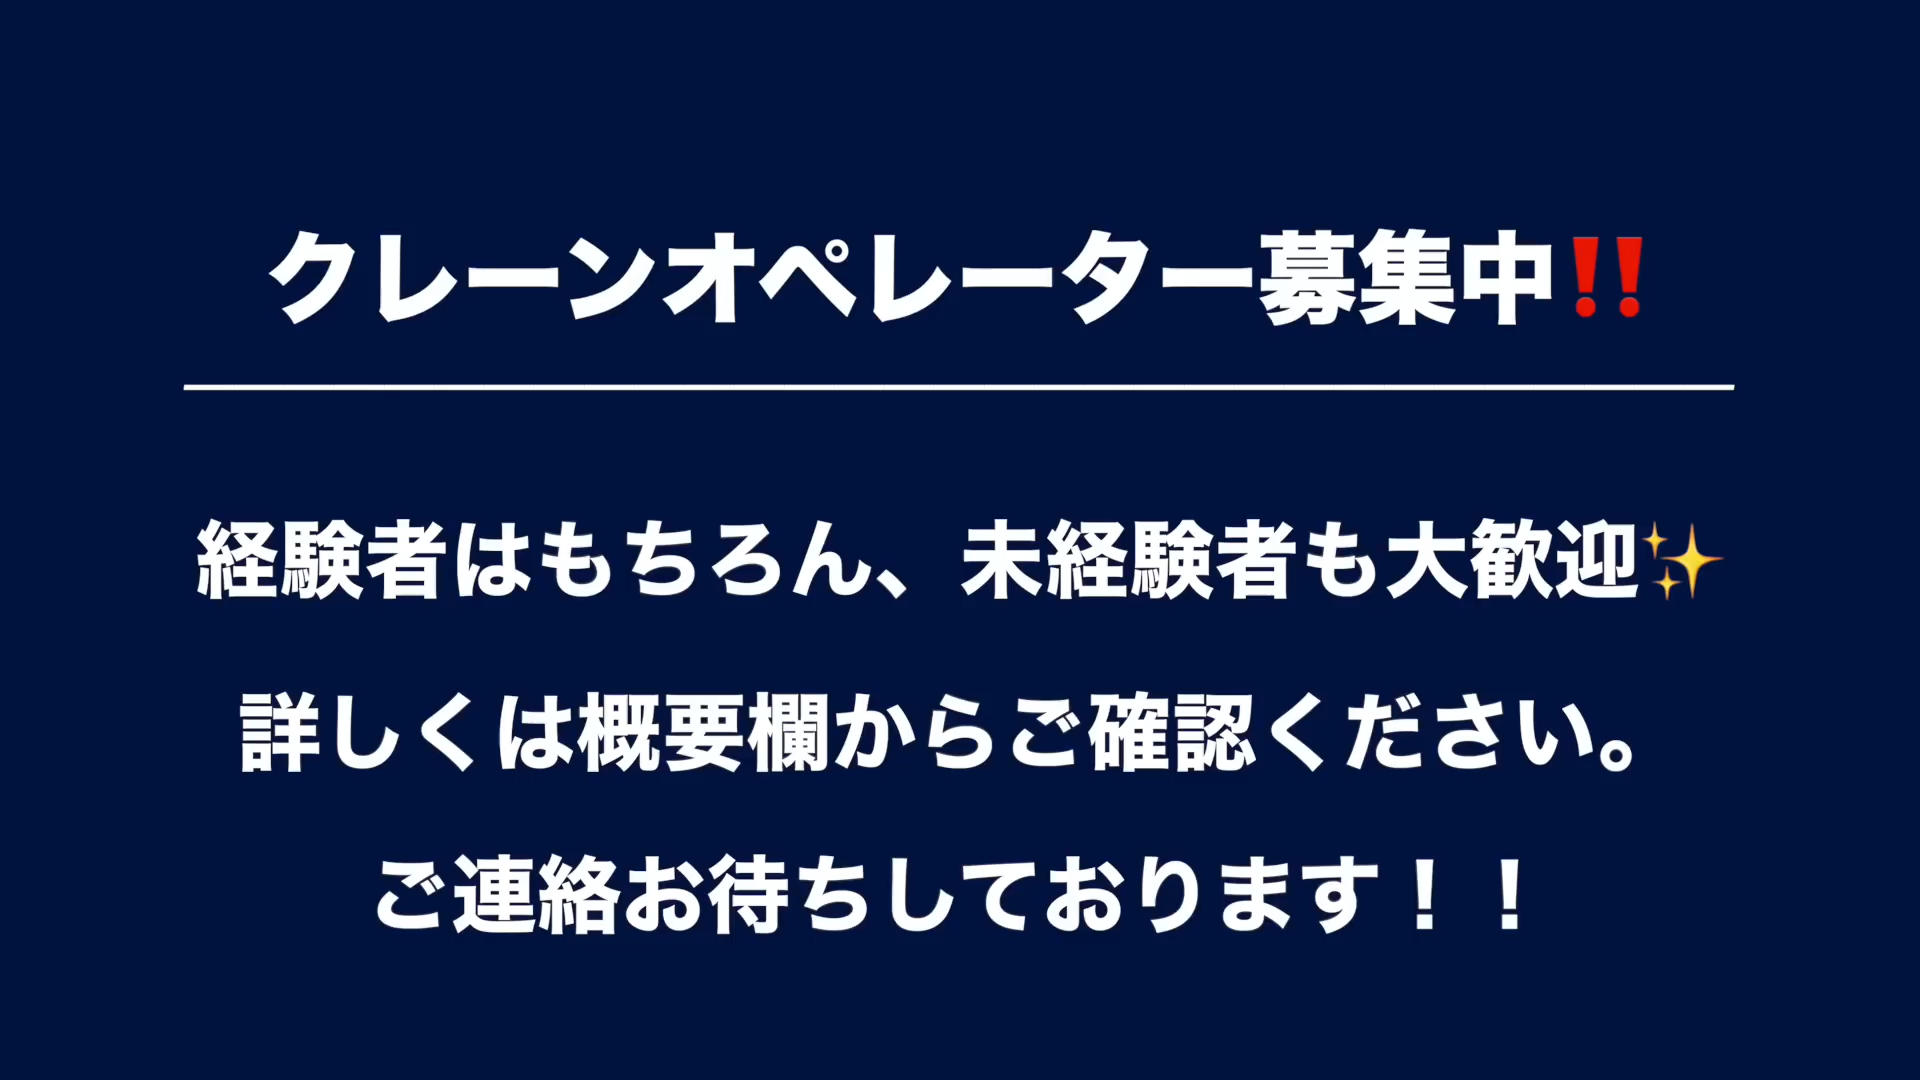 クレーンオペレーター募集中‼️
経験者はもちろん、未経験者も大歓迎✨
詳しくは概要欄からご確認ください。
ご連絡お待ちしております！！